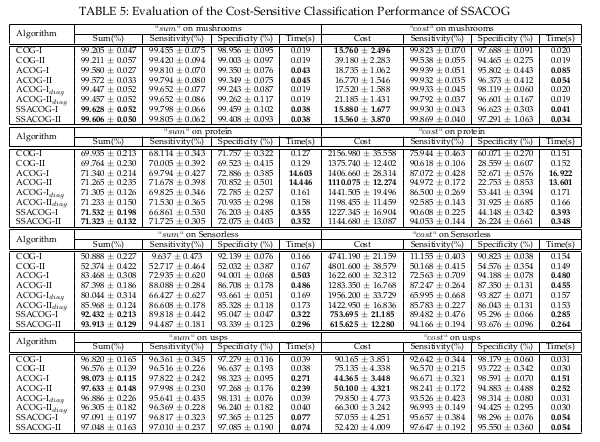 TABLE 5: Evaluation of the Cost-Sensitive Classification Performance of SSACOG
Algorithm "sum" on mushrooms "cost" on mushrooms
Sum(%) Sensitivity(%) Specificity (%) Time(s) Cost Sensitivity(%) Specificity (%) Time(s)
COG-I 99.205 ± 0.047 99.455 ± 0.075 98.956 ± 0.095 0.019 15.760 ± 2.496 99.823 ± 0.070 97.688 ± 0.091 0.020
COG-II 99.211 ± 0.057 99.420 ± 0.094 99.003 ± 0.097 0.019 39.180 ± 2.283 99.538 ± 0.055 94.465 ± 0.275 0.019
ACOG-I 99.580 ± 0.027 99.810 ± 0.070 99.350 ± 0.076 0.043 18.735 ± 1.062 99.939 ± 0.051 95.802 ± 0.443 0.085
ACOG-II 99.572 ± 0.033 99.794 ± 0.080 99.349 ± 0.075 0.045 16.770 ± 1.546 99.932 ± 0.035 96.373 ± 0.412 0.054
ACOG-I diag 99.447 ± 0.052 99.652 ± 0.077 99.243 ± 0.087 0.019 17.520 ± 1.588 99.933 ± 0.045 98.119 ± 0.060 0.020
ACOG-II diag 99.457 ± 0.052 99.652 ± 0.086 99.262 ± 0.117 0.019 21.185 ± 1.431 99.792 ± 0.037 96.601 ± 0.167 0.019
SSACOG-I 99.628 ± 0.052 99.798 ± 0.066 99.459 ± 0.102 0.038 15.880 ± 1.677 99.930 ± 0.043 96.623 ± 0.203 0.041
SSACOG-II 99.606 ± 0.050 99.805 ± 0.062 99.408 ± 0.093 0.038 15.560 ± 3.870 99.869 ± 0.040 97.291 ± 1.063 0.034
Algorithm "sum" on protein "cost" on protein
Sum(%) Sensitivity(%) Specificity (%) Time(s) Cost Sensitivity(%) Specificity (%) Time(s)
COG-I 69.935 ± 0.213 68.114 ± 0.343 71.757 ± 0.322 0.127 2156.980 ± 35.558 75.944 ± 0.463 60.071 ± 0.270 0.151
COG-II 69.764 ± 0.230 70.005 ± 0.392 69.523 ± 0.415 0.129 1375.740 ± 12.402 90.618 ± 0.106 28.559 ± 0.607 0.152
ACOG-I 71.340 ± 0.214 69.794 ± 0.427 72.886 ± 0.385 14.603 1406.660 ± 28.314 87.072 ± 0.428 52.671 ± 0.576 16.922
ACOG-II 71.265 ± 0.235 71.678 ± 0.398 70.852 ± 0.501 14.446 1110.075 ± 12.274 94.972 ± 0.172 22.753 ± 0.853 13.601
ACOG-I diag 71.305 ± 0.126 69.825 ± 0.346 72.785 ± 0.257 0.161 1441.505 ± 19.496 86.500 ± 0.269 53.441 ± 0.394 0.171
ACOG-II diag 71.233 ± 0.150 71.530 ± 0.365 70.935 ± 0.298 0.158 1198.455 ± 11.429 92.585 ± 0.143 31.925 ± 0.685 0.166
SSACOG-I 71.532 ± 0.198 66.861 ± 0.530 76.203 ± 0.485 0.355 1227.345 ± 16.904 90.608 ± 0.225 44.148 ± 0.342 0.393
SSACOG-II 71.323 ± 0.132 71.725 ± 0.305 72.075 ± 0.403 0.352 1144.680 ± 13.087 94.053 ± 0.144 26.224 ± 0.661 0.348
Algorithm "sum" on Sensorless "cost" on Sensorless
Sum(%) Sensitivity(%) Specificity (%) Time(s) Cost Sensitivity(%) Specificity (%) Time(s)
COG-I 50.888 ± 0.227 9.637 ± 0.473 92.139 ± 0.076 0.166 4741.190 ± 21.159 11.155 ± 0.403 90.823 ± 0.038 0.154
COG-II 52.374 ± 0.422 52.717 ± 0.464 52.032 ± 0.387 0.167 4801.600 ± 38.579 50.168 ± 0.415 54.576 ± 0.354 0.149
ACOG-I 83.468 ± 0.308 72.935 ± 0.620 94.001 ± 0.068 0.503 1622.600 ± 32.312 72.563 ± 0.709 94.188 ± 0.078 0.480
ACOG-II 87.398 ± 0.186 88.088 ± 0.284 86.708 ± 0.178 0.486 1283.350 ± 16.768 87.247 ± 0.264 87.350 ± 0.131 0.455
ACOG-I diag 80.044 ± 0.314 66.427 ± 0.627 93.661 ± 0.051 0.169 1956.200 ± 33.729 65.995 ± 0.668 93.827 ± 0.071 0.157
ACOG-II diag 85.968 ± 0.124 86.608 ± 0.178 85.328 ± 0.118 0.173 1422.950 ± 16.836 85.783 ± 0.227 86.043 ± 0.131 0.153
SSACOG-I 92.432 ± 0.213 89.818 ± 0.442 95.047 ± 0.047 0.322 753.695 ± 21.185 89.482 ± 0.476 95.296 ± 0.066 0.285
SSACOG-II 93.913 ± 0.129 94.487 ± 0.181 93.339 ± 0.123 0.296 615.625 ± 12.280 94.166 ± 0.194 93.676 ± 0.096 0.264
Algorithm "sum" on usps "cost" on usps
Sum(%) Sensitivity(%) Specificity (%) Time(s) Cost Sensitivity(%) Specificity (%) Time(s)
COG-I 96.820 ± 0.165 96.361 ± 0.345 97.279 ± 0.116 0.039 90.165 ± 3.851 92.642 ± 0.344 98.179 ± 0.060 0.031
COG-II 96.576 ± 0.139 96.516 ± 0.226 96.637 ± 0.193 0.038 75.135 ± 4.338 96.570 ± 0.215 93.722 ± 0.342 0.030
ACOG-I 98.073 ± 0.115 97.822 ± 0.242 98.323 ± 0.095 0.271 44.365 ± 3.448 96.671 ± 0.321 98.591 ± 0.070 0.151
ACOG-II 97.633 ± 0.148 97.998 ± 0.230 97.268 ± 0.176 0.239 50.100 ± 4.321 98.241 ± 0.172 94.883 ± 0.488 0.252
ACOG-I diag 96.886 ± 0.226 95.641 ± 0.435 98.131 ± 0.076 0.039 79.850 ± 4.773 93.526 ± 0.423 98.314 ± 0.080 0.031
ACOG-II diag 96.305 ± 0.182 96.369 ± 0.228 96.240 ± 0.182 0.040 66.300 ± 3.242 96.993 ± 0.149 94.425 ± 0.295 0.030
SSACOG-I 97.091 ± 0.197 96.818 ± 0.323 97.365 ± 0.125 0.077 57.055 ± 4.251 95.657 ± 0.384 98.296 ± 0.076 0.054
SSACOG-II 97.048 ± 0.163 97.010 ± 0.237 97.085 ± 0.190 0.074 52.420 ± 4.009 97.647 ± 0.192 95.550 ± 0.360 0.054